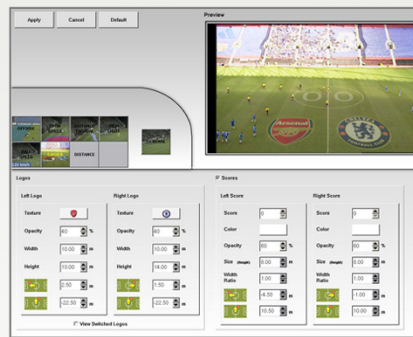 Apply Cancel Default
Preview
DISTANCE
Arsenal
CHELSEA
Logos
Left Logo Right Logo
Texture Texture
Opacity 60 % Opacity 60 %
Width 10.00 m Width 10.00 m
Height 10.00 m Height 14.00 m
2.50 m 1.50 m
-22.50 m -22.50 m
View Switched Logos
Scores
Left Score Right Score
Score 0 Score 0
Color Color
Opacity 60 % Opacity 60 %
Size (Height) 8.00 m Size (Height) 8.00 m
Width Ratio 1.00 Width Ratio 1.00
-4.50 m -1.00 m
10.50 m 10.00 m